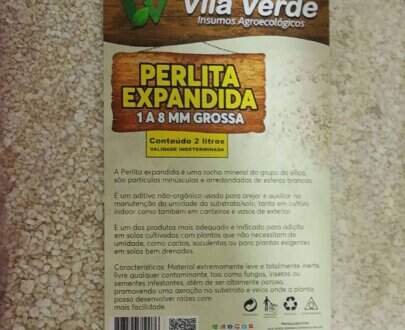 Vila Verde
Insumos Agroecológicos
PERLITA
EXPANDIDA
1 A 8 MM GROSSA
Conteúdo 2 litros
VALIDADE INDETERMINADA
A Perlita expandida é uma rocha mineral do grupo da sílica,
são partículas minúsculas e arredondadas de esferas brancas.
É um aditivo não-orgânico usado para arejar e auxiliar na
manutenção da umidade do substrato/solo, tanto em cultivo
indoor como também em canteiros e vasos de exterior.
É um dos produtos mais adequados e indicado para adição
em solos cultivados com plantas que não necessitam da
umidade, como cactos, suculentas ou para plantas exigentes
em solos bem drenados.
Características: Material extremamente leve e totalmente inerte,
livre qualquer contaminante, tais como fungos, insetos ou
sementes infestantes, além de ser altamente poroso,
promovendo uma aeração no substrato e vasos onde a planta
possa desenvolver raízes com
mais facilidade.